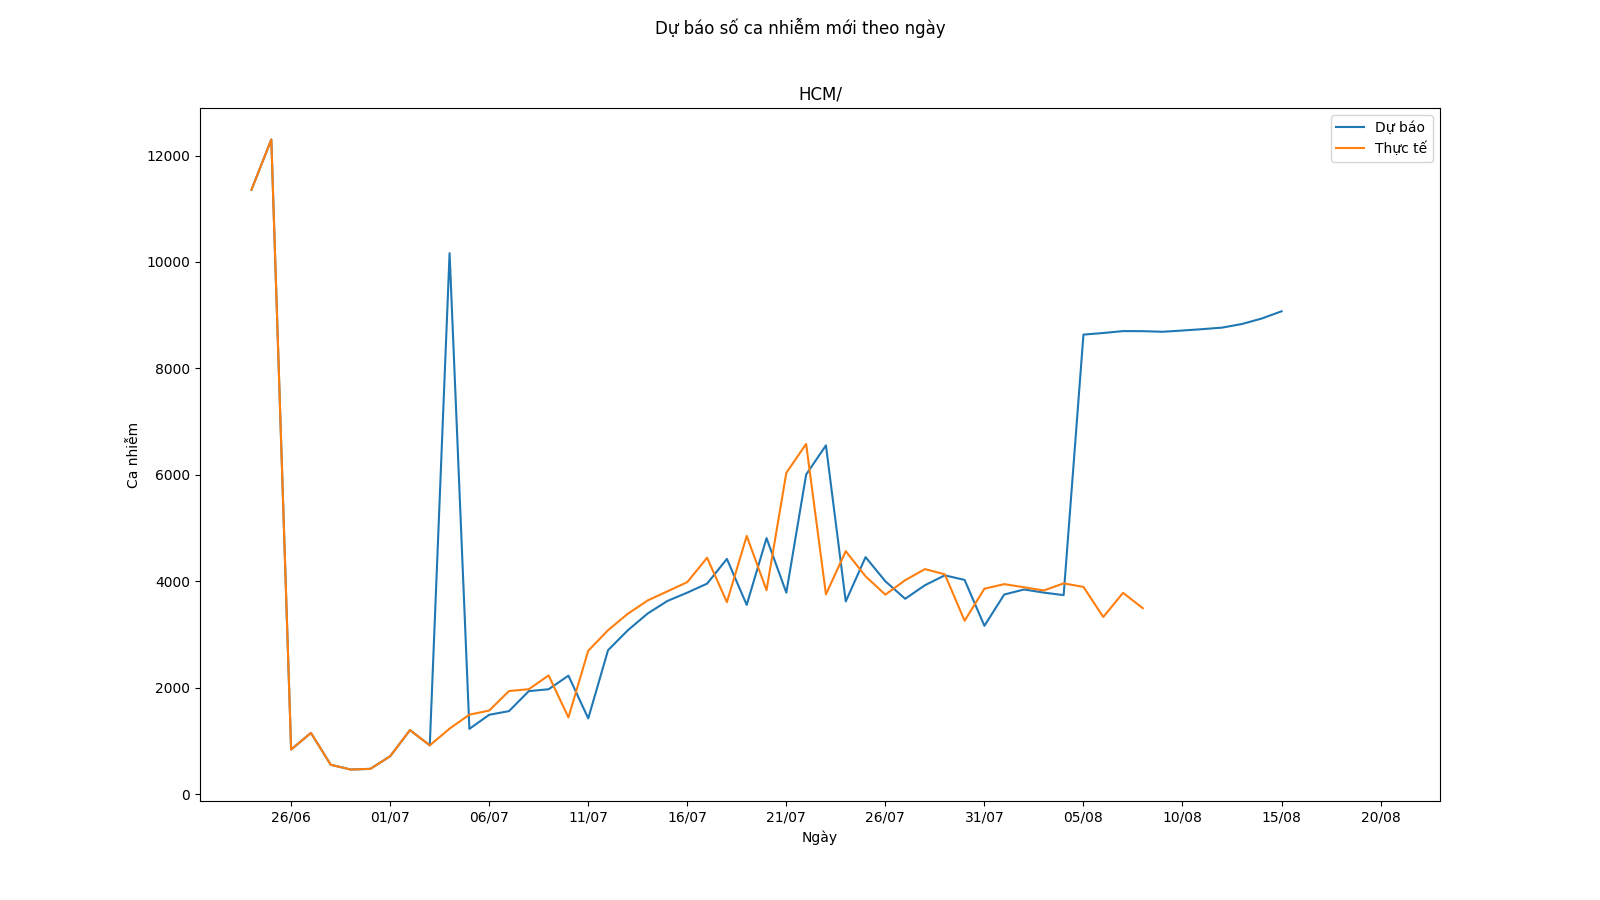 Dự báo số ca nhiễm mới theo ngày
HCM/
Dự báo
Thực tế
12000
10000
8000
6000
4000
2000
0
Ca nhiễm
26/06 01/07 06/07 11/07 16/07 21/07 26/07 31/07 05/08 10/08 15/08 20/08
Ngày